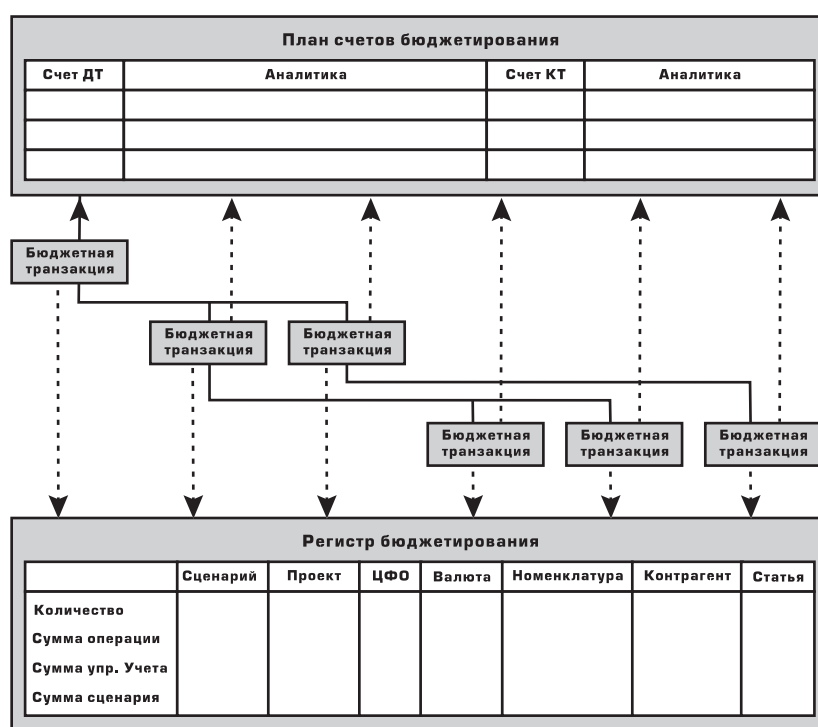 План счетов бюджетирования
Счет ДТ Аналитика Счет КТ Аналитика
Бюджетная
транзакция
Бюджетная
транзакция
Бюджетная
транзакция
Бюджетная
транзакция
Бюджетная
транзакция
Бюджетная
транзакция
Регистр бюджетирования
Сценарий Проект ЦФО Валюта Номенклатура Контрагент Статья
Количество
Сумма операции
Сумма упр. Учета
Сумма сценария